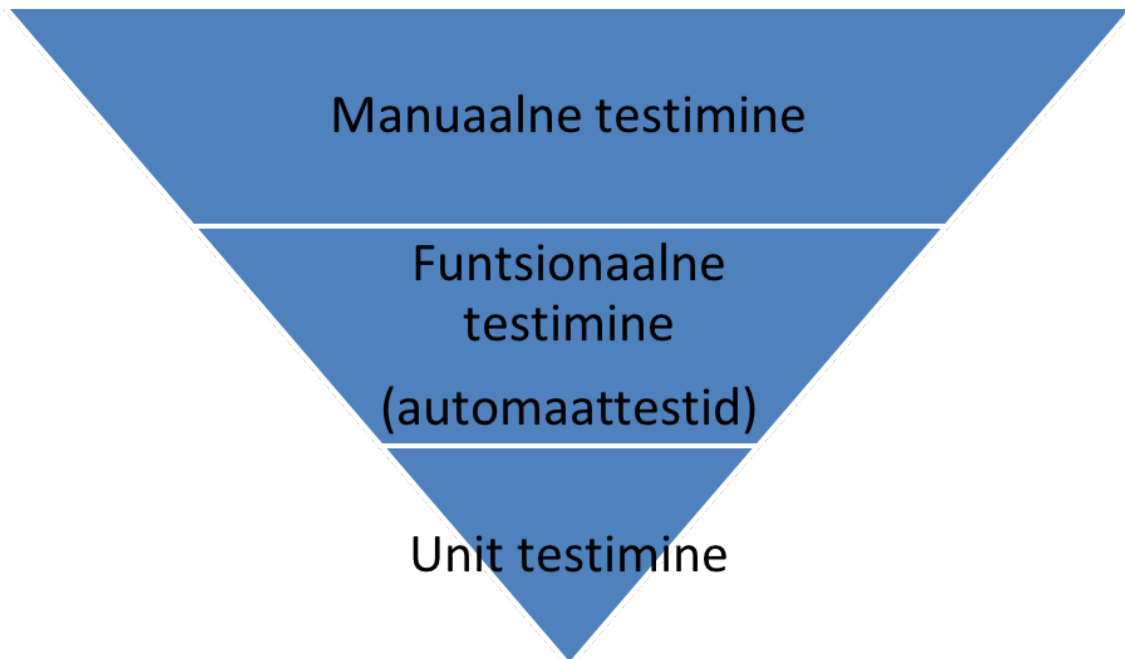 Manuaalne testimine
Funtsionaalne
testimine
(automaattestid)
Unit testimine